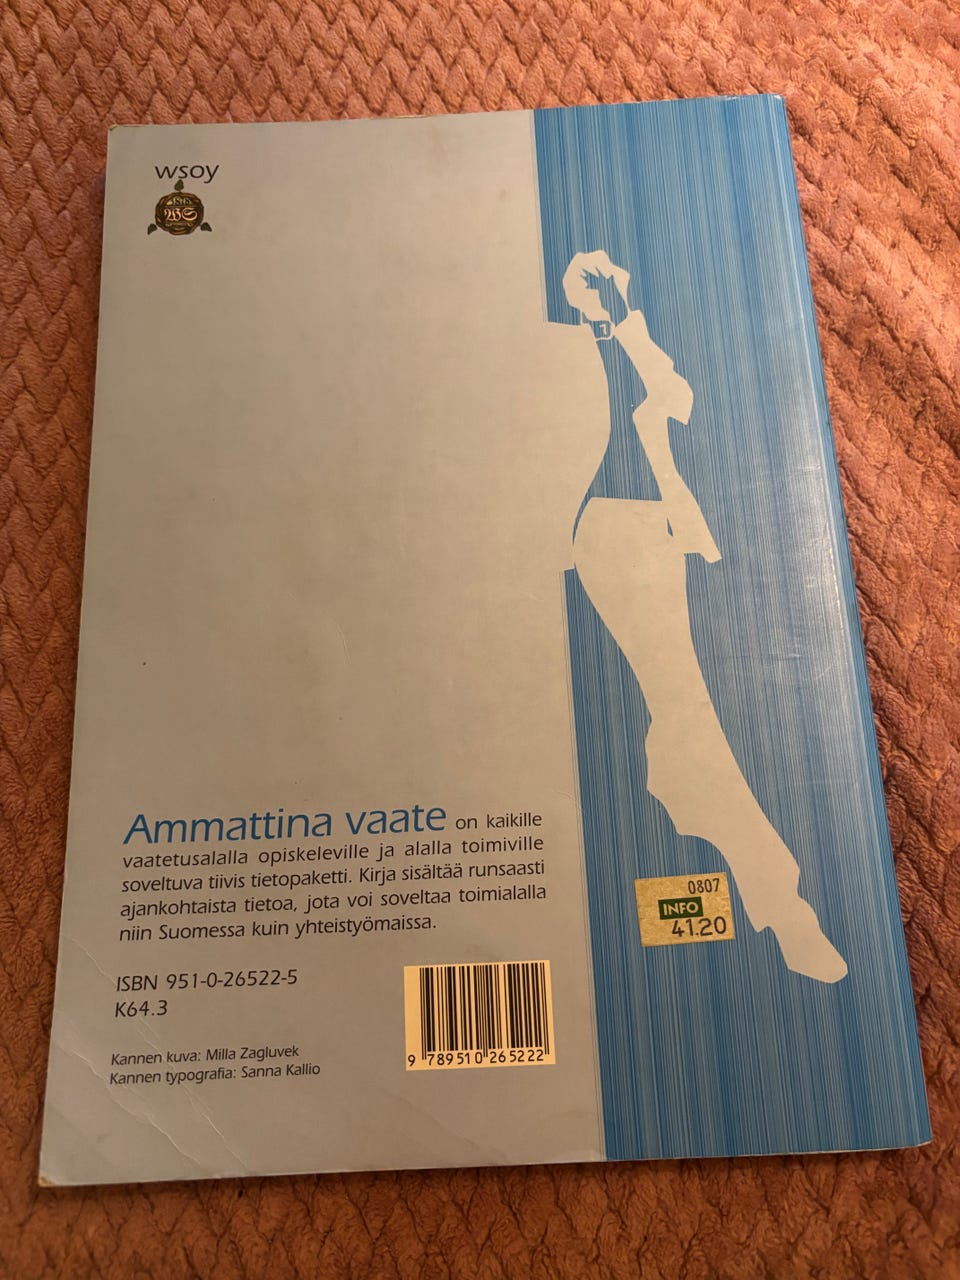 wsoy
1878
WS
Ammattina vaate on kaikille
vaatetusalalla opiskeleville ja alalla toimiville
soveltuva tiivis tietopaketti. Kirja sisältää runsaasti
ajankohtaista tietoa, jota voi soveltaa toimialalla
niin Suomessa kuin yhteistyömaissa.
0807
INFO
41.20
ISBN 951-0-26522-5
K64.3
9 789510 265222
Kannen kuva: Milla Zagluvek
Kannen typografia: Sanna Kallio